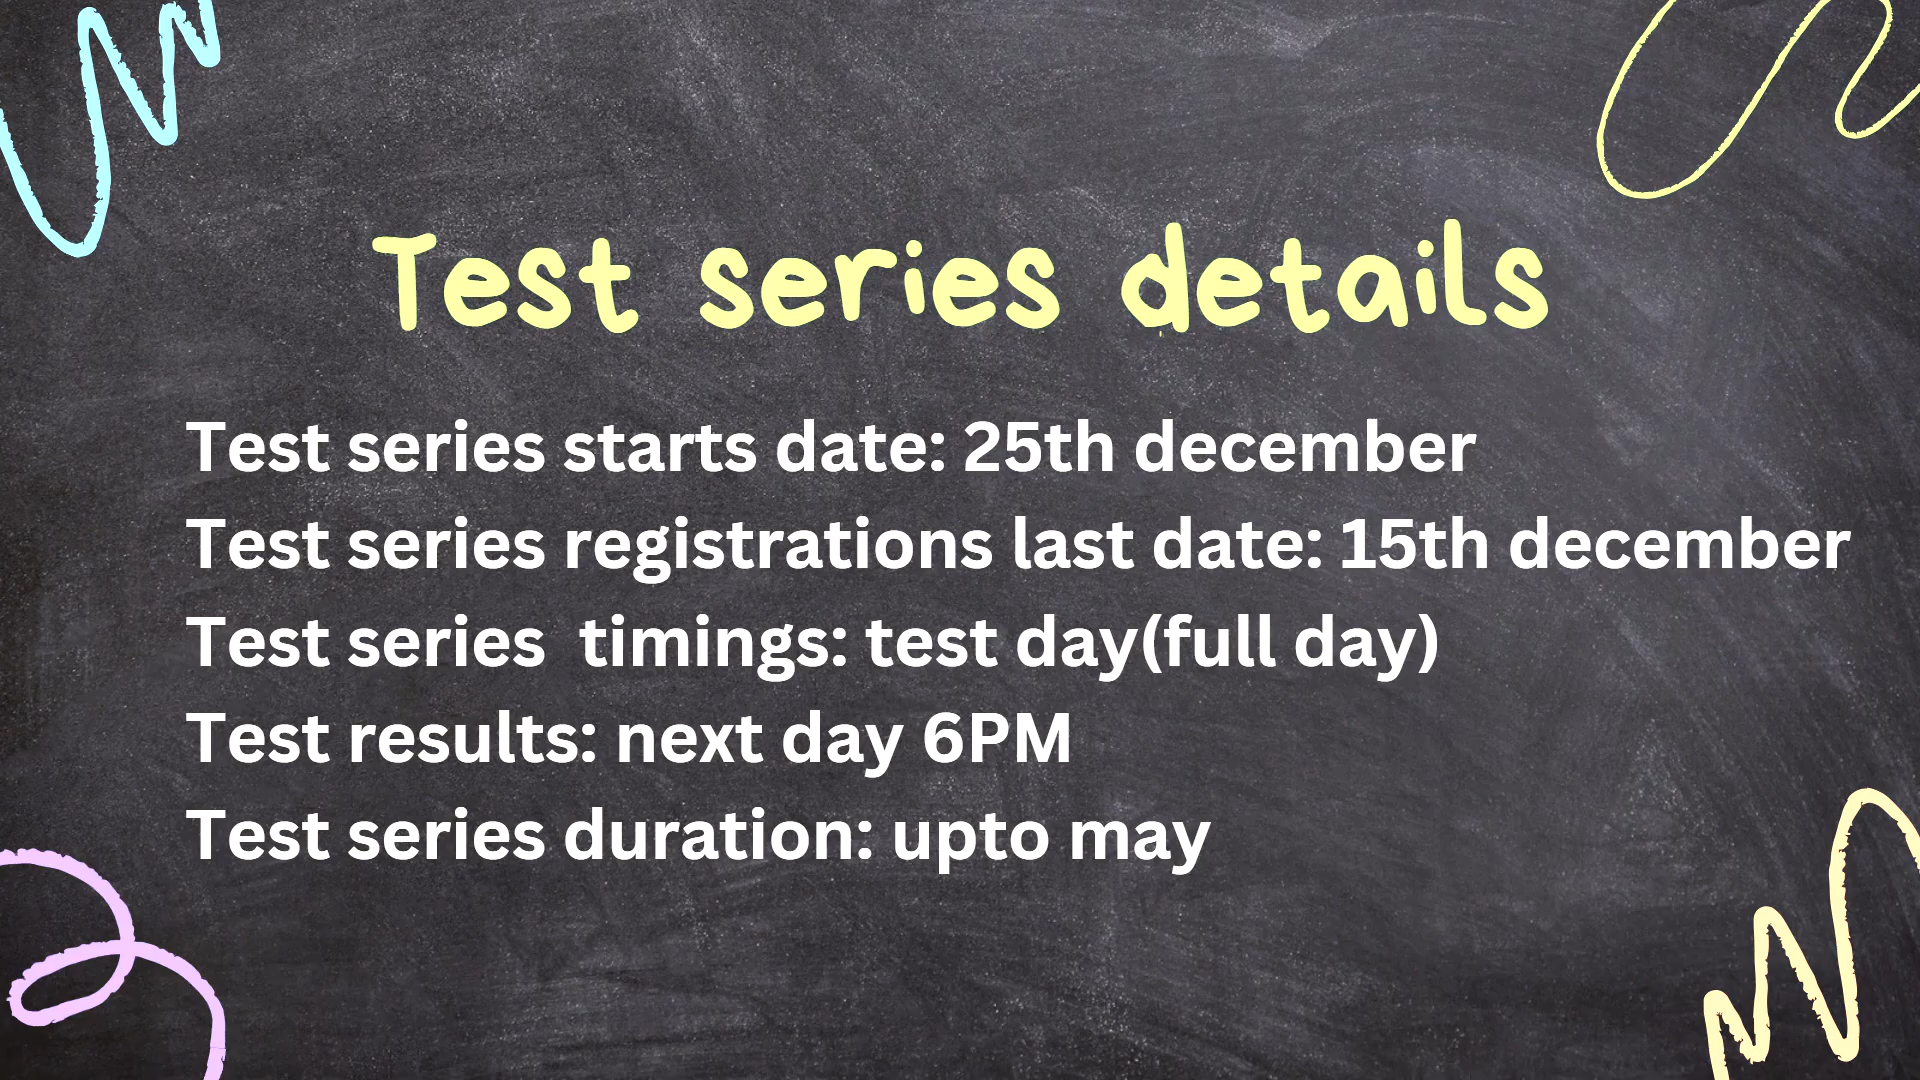 Test series details
Test series starts date: 25th december
Test series registrations last date: 15th december
Test series  timings: test day(full day)
Test results: next day 6PM
Test series duration: upto may